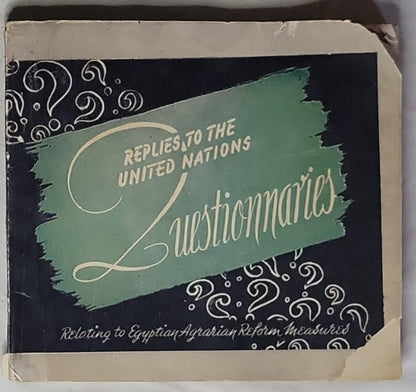 REPLIES TO THE
UNITED NATIONS
Questionnaries
Relating to Egyptian Agrarian Reform Measures